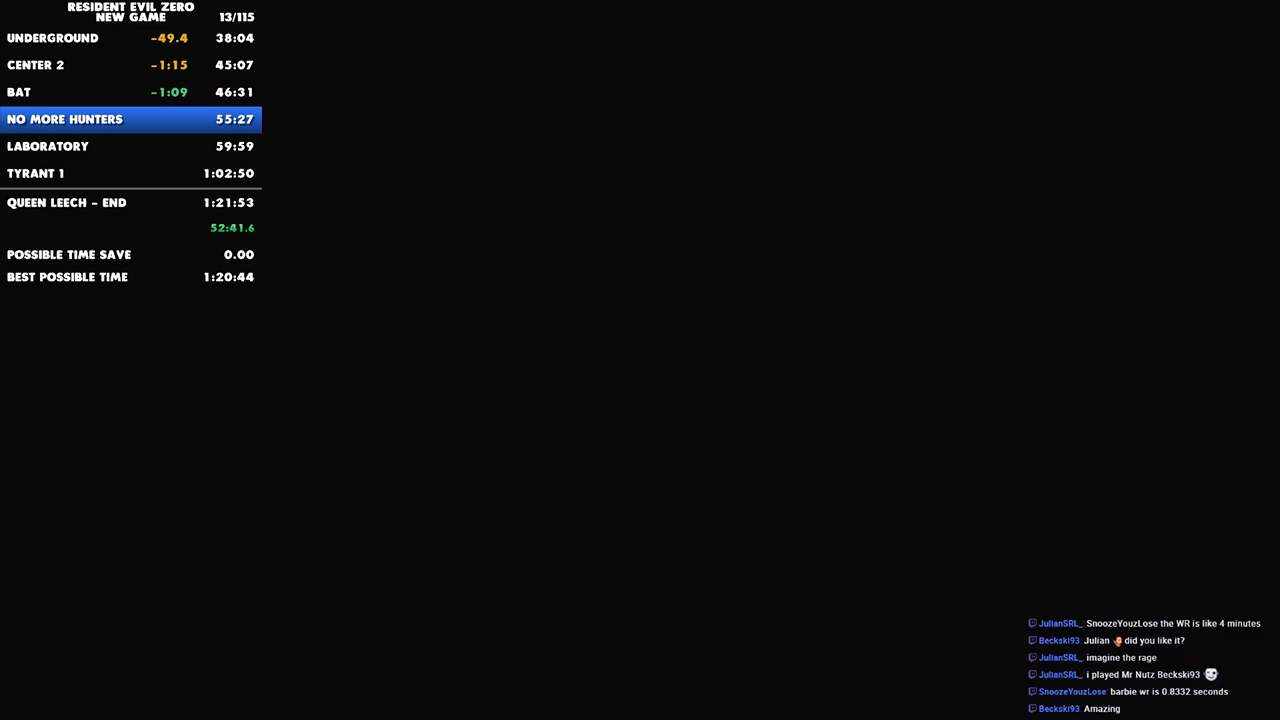 RESIDENT EVIL ZERO
NEW GAME 13/115
UNDERGROUND -49.4 38:04
CENTER 2 -1:15 45:07
BAT -1:09 46:31
NO MORE HUNTERS 55:27
LABORATORY 59:59
TYRANT 1 1:02:50
QUEEN LEECH - END 1:21:53
52:41.6
POSSIBLE TIME SAVE 0.00
BEST POSSIBLE TIME 1:20:44
JulianSRL_: SnoozeYouzLose the WR is like 4 minutes
Beckski93: Julian did you like it?
JulianSRL_: imagine the rage
JulianSRL_: i played Mr Nutz Beckski93
SnoozeYouzLose: barbie wr is 0.8332 seconds
Beckski93: Amazing